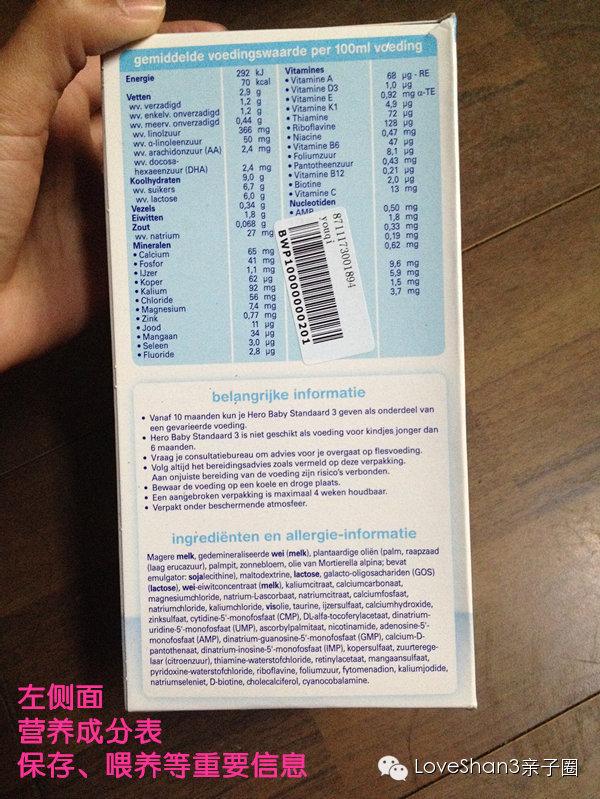 gemiddelde voedingswaarde per 100ml voeding
Energie 292 kJ
70 kcal
Vetten 2,9 g
wv. verzadigd 1,2 g
wv. enkelv. onverzadigd 1,2 g
wv. meerv. onverzadigd 0,44 g
wv. linolzuur 366 mg
wv. α-linoleenzuur 50 mg
wv. arachidonzuur (AA) 2,4 mg
wv. docosa-
hexaeenzuur (DHA) 2,4 mg
Koolhydraten 9,0 g
wv. suikers 6,7 g
wv. lactose 6,0 g
Vezels 0,34 g
Eiwitten 1,8 g
Zout 0,068 g
wv. natrium 27 mg
Mineralen
• Calcium 65 mg
• Fosfor 41 mg
• IJzer 1,1 mg
• Koper 62 µg
• Kalium 92 mg
• Chloride 56 mg
• Magnesium 7,4 mg
• Zink 0,77 mg
• Jood 11 µg
• Mangaan 34 µg
• Seleen 3,0 µg
• Fluoride 2,8 µg
Vitamines
• Vitamine A 68 µg - RE
• Vitamine D3 1,0 µg
• Vitamine E 0,92 mg α-TE
• Vitamine K1 4,9 µg
• Thiamine 72 µg
• Riboflavine 128 µg
• Niacine 0,47 mg
• Vitamine B6 47 µg
• Foliumzuur 8,1 µg
• Pantotheenzuur 0,43 mg
• Vitamine B12 0,21 µg
• Biotine 2,0 µg
• Vitamine C 13 mg
Nucleotiden
• AMP 0,50 mg
1,8 mg
0,33 mg
0,19 mg
0,62 mg
9,6 mg
5,9 mg
1,5 mg
3,7 mg
8711173001894
youqi
BWP10000000201
belangrijke informatie
• Vanaf 10 maanden kun je Hero Baby Standaard 3 geven als onderdeel van
een gevarieerde voeding.
• Hero Baby Standaard 3 is niet geschikt als voeding voor kindjes jonger dan
6 maanden.
• Vraag je consultatiebureau om advies voor je overgaat op flesvoeding.
• Volg altijd het bereidingsadvies zoals vermeld op deze verpakking.
Aan onjuiste bereiding van de voeding zijn risico's verbonden.
• Bewaar de voeding op een koele en droge plaats.
• Een aangebroken verpakking is maximaal 4 weken houdbaar.
• Verpakt onder beschermende atmosfeer.
ingrediënten en allergie-informatie
Magere melk, gedemineraliseerde wei (melk), plantaardige oliën (palm, raapzaad
(laag erucazuur), palmpit, zonnebloem, olie van Mortierella alpina; bevat
emulgator: sojalecithine), maltodextrine, lactose, galacto-oligosachariden (GOS)
(lactose), wei-eiwitconcentraat (melk), kaliumcitraat, calciumcarbonaat,
magnesiumchloride, natrium-L-ascorbaat, natriumcitraat, calciumfosfaat,
natriumchloride, kaliumchloride, visolie, taurine, ijzersulfaat, calciumhydroxide,
zinksulfaat, cytidine-5'-monofosfaat (CMP), DL-alfa-tocoferylacetaat, dinatrium-
uridine-5'-monofosfaat (UMP), ascorbylpalmitaat, nicotinamide, adenosine-5'-
monofosfaat (AMP), dinatrium-guanosine-5'-monofosfaat (GMP), calcium-D-
pantothenaat, dinatrium-inosine-5'-monofosfaat (IMP), kopersulfaat, zuurterege-
laar (citroenzuur), thiamine-waterstofchloride, retinylacetaat, mangaansulfaat,
pyridoxine-waterstofchloride, riboflavine, foliumzuur, fytomenadion, kaliumjodide,
natriumseleniet, D-biotine, cholecalciferol, cyanocobalamine.
左侧面
营养成分表
保存、喂养等重要信息
LoveShan3亲子圈